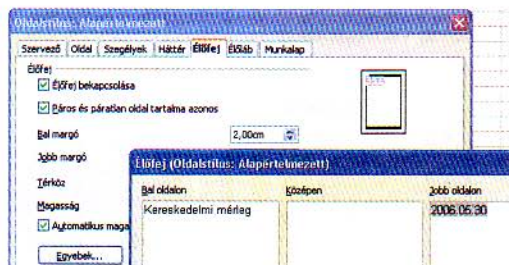 Oldalstílus: Alapértelmezett
Szervező Oldal Szegélyek Háttér Élőfej Élőláb Munkalap
Élőfej
Élőfej bekapcsolása
Páros és páratlan oldal tartalma azonos
Bal margó 2,00cm
Jobb margó
Térköz
Magasság
Automatikus maga
Egyebek...
Élőfej (Oldalstílus: Alapértelmezett)
Bal oldalon Középen Jobb oldalon
Kereskedelmi mérleg 2006.05.30